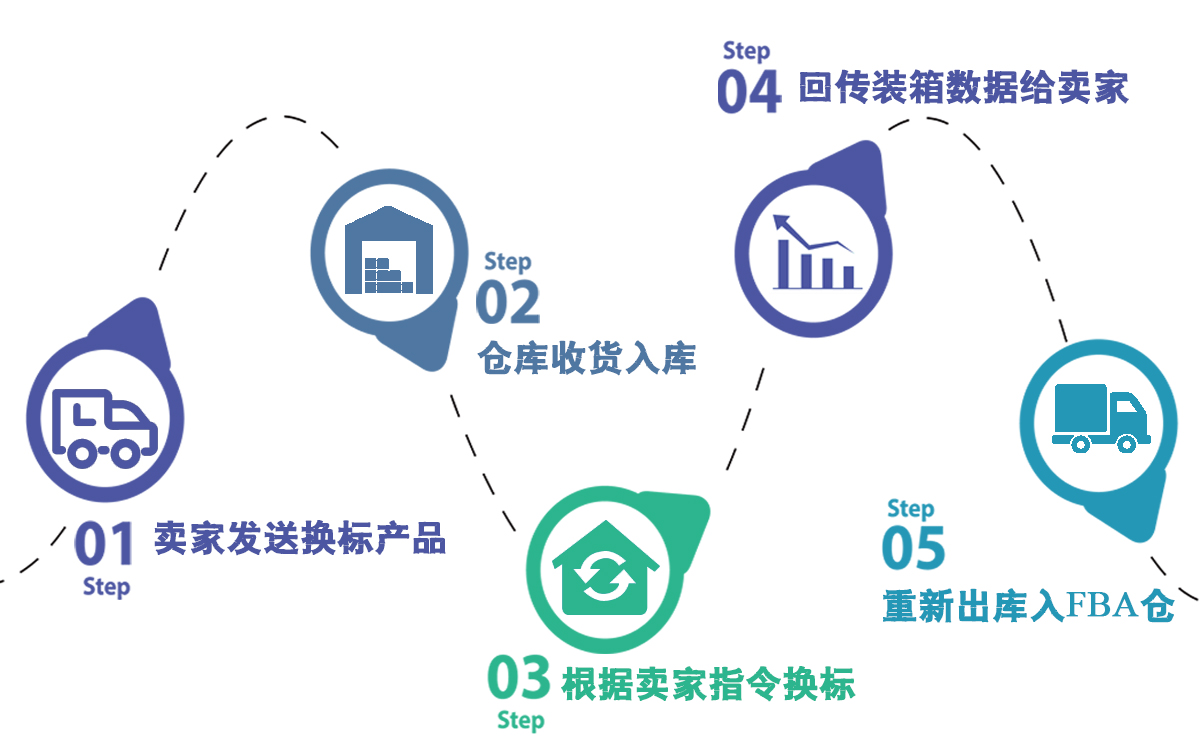 01
Step
卖家发送换标产品
Step
02
仓库收货入库
03
Step
根据卖家指令换标
Step
04
回传装箱数据给卖家
Step
05
重新出库入FBA仓